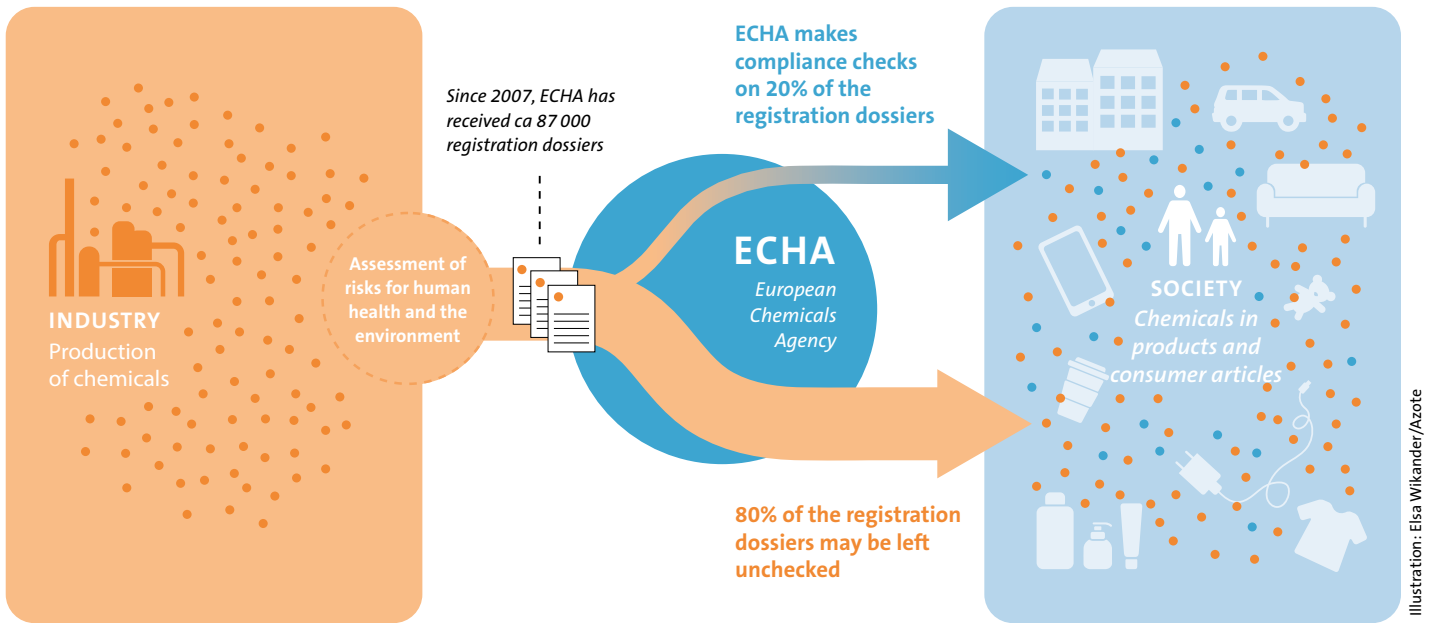 INDUSTRY
Production
of chemicals
Assessment of
risks for human
health and the
environment
Since 2007, ECHA has
received ca 87 000
registration dossiers
ECHA makes
compliance checks
on 20% of the
registration dossiers
ECHA
European
Chemicals
Agency
80% of the registration
dossiers may be left
unchecked
SOCIETY
Chemicals in
products and
consumer articles
Illustration: Elsa Wikander/Azote